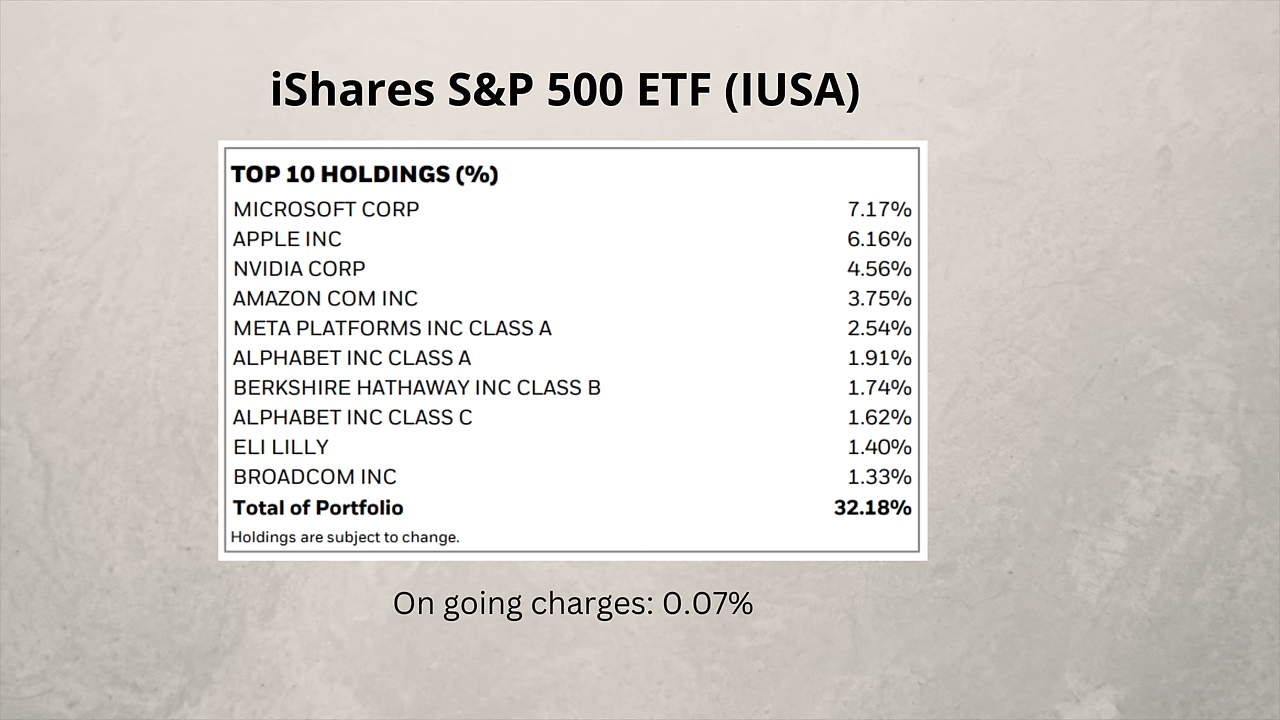 iShares S&P 500 ETF (IUSA)
TOP 10 HOLDINGS (%)
MICROSOFT CORP 7.17%
APPLE INC 6.16%
NVIDIA CORP 4.56%
AMAZON COM INC 3.75%
META PLATFORMS INC CLASS A 2.54%
ALPHABET INC CLASS A 1.91%
BERKSHIRE HATHAWAY INC CLASS B 1.74%
ALPHABET INC CLASS C 1.62%
ELI LILLY 1.40%
BROADCOM INC 1.33%
Total of Portfolio 32.18%
Holdings are subject to change.
On going charges: 0.07%